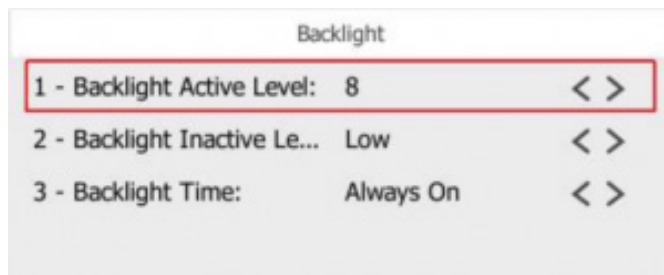 Backlight
1 - Backlight Active Level: 8 < >
2 - Backlight Inactive Le... Low < >
3 - Backlight Time: Always On < >